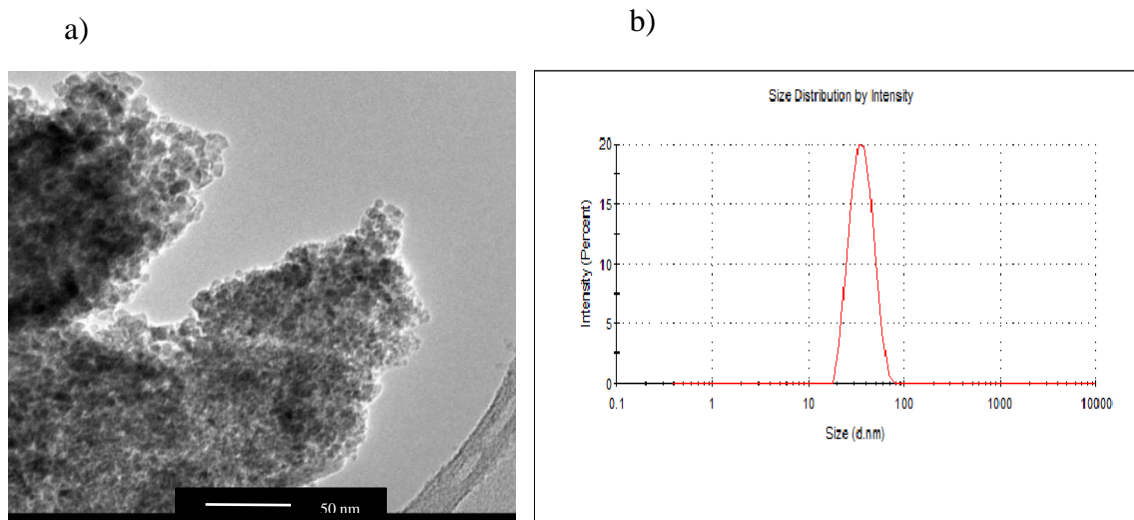 a)
b)
50 nm
Size Distribution by Intensity
Intensity (Percent)
20
15
10
5
0
0.1 1 10 100 1000 10000
Size (d.nm)